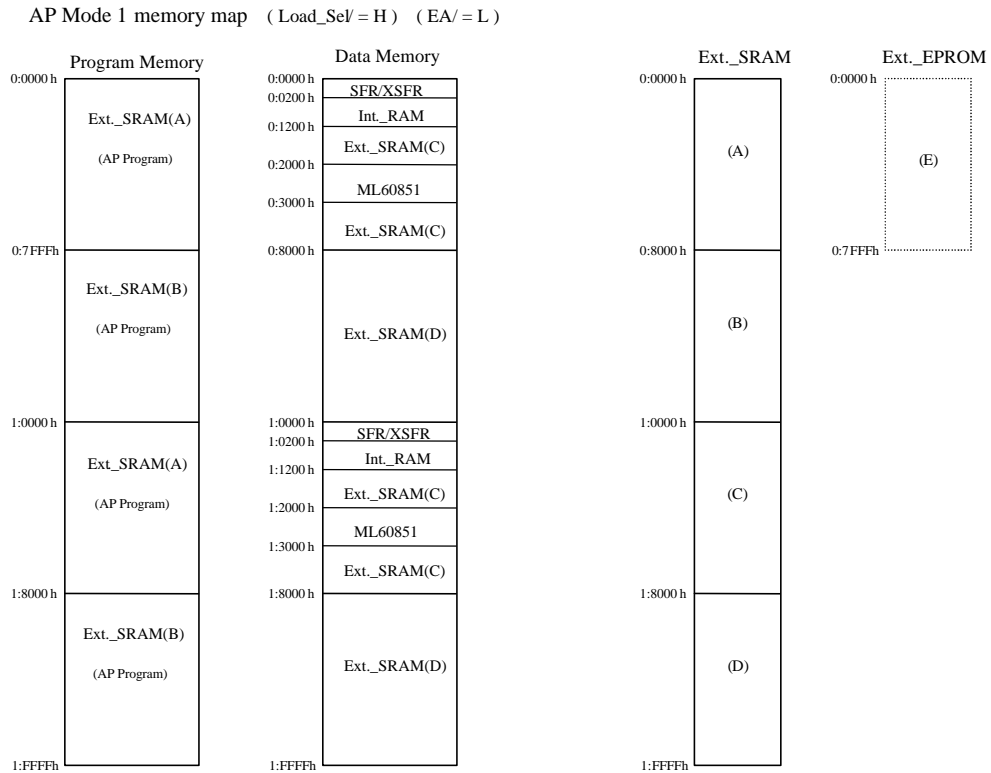 AP Mode 1 memory map ( Load_Sel/ = H ) ( EA/ = L )
Program Memory
0:0000 h
Ext._SRAM(A)
(AP Program)
0:7FFFh
Ext._SRAM(B)
(AP Program)
1:0000 h
Ext_SRAM(A)
(AP Program)
1:8000 h
Ext._SRAM(B)
(AP Program)
1:FFFFh
Data Memory
0:0000 h
SFR/XSFR
0:0200 h
Int._RAM
0:1200 h
Ext._SRAM(C)
0:2000 h
ML60851
0:3000 h
Ext._SRAM(C)
0:8000 h
Ext._SRAM(D)
1:0000 h
SFR/XSFR
1:0200 h
Int._RAM
1:1200 h
Ext._SRAM(C)
1:2000 h
ML60851
1:3000 h
Ext._SRAM(C)
1:8000 h
Ext._SRAM(D)
1:FFFFh
Ext._SRAM
0:0000 h
(A)
0:8000 h
(B)
1:0000 h
(C)
1:8000 h
(D)
1:FFFFh
Ext._EPROM
0:0000 h
(E)
0:7FFFh